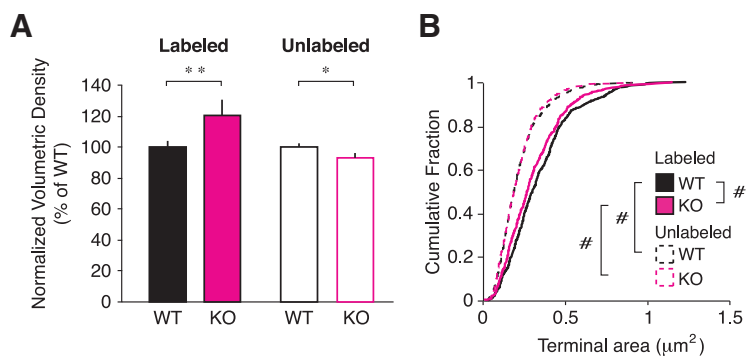 A
Labeled
Unlabeled
* *
*
Normalized Volumetric Density
(% of WT)
140
120
100
80
60
40
20
0
WT
KO
WT
KO
B
Cumulative Fraction
1
0.8
0.6
0.4
0.2
0
0
0.5
1
1.5
Terminal area (μm²)
Labeled
WT
KO
#
#
#
Unlabeled
WT
KO